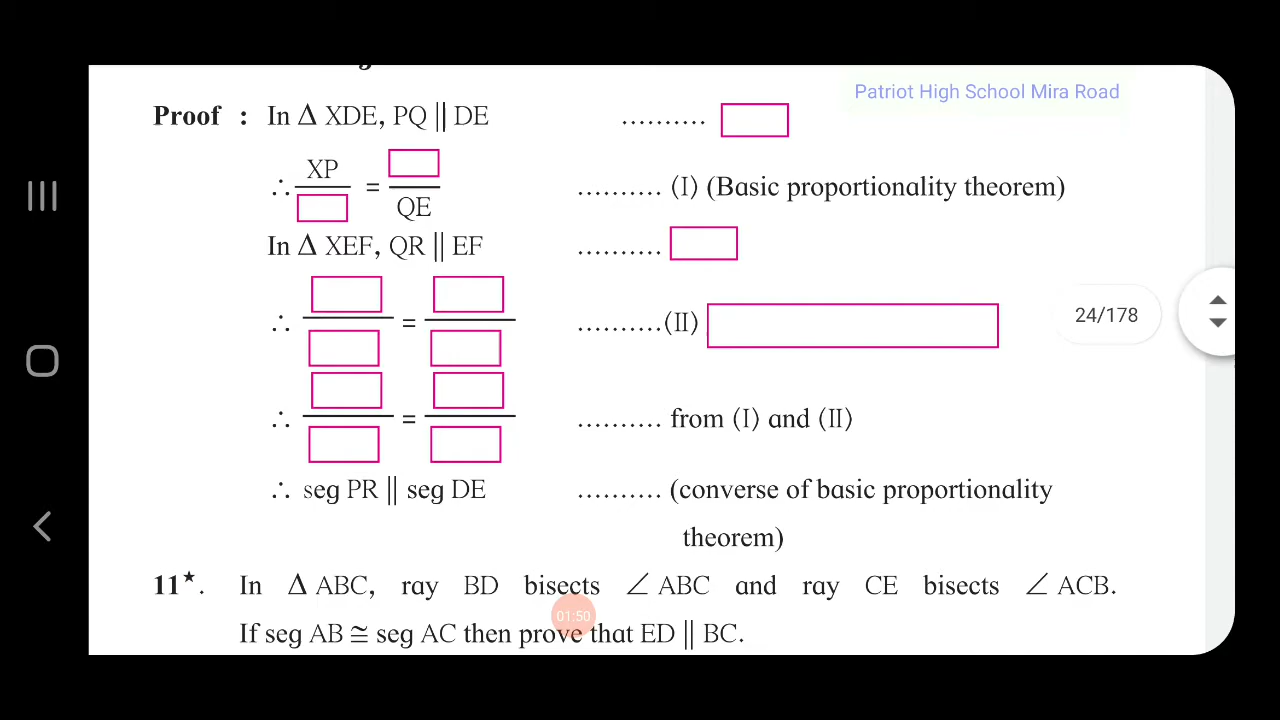 Patriot High School Mira Road
Proof : In Δ XDE, PQ || DE ..........
∴ XP/ = /QE .......... (I) (Basic proportionality theorem)
In Δ XEF, QR || EF ..........
∴ = ..........(II)
24/178
∴ = .......... from (I) and (II)
∴ seg PR || seg DE .......... (converse of basic proportionality
theorem)
11★. In Δ ABC, ray BD bisects ∠ ABC and ray CE bisects ∠ ACB.
01:50
If seg AB ≅ seg AC then prove that ED || BC.